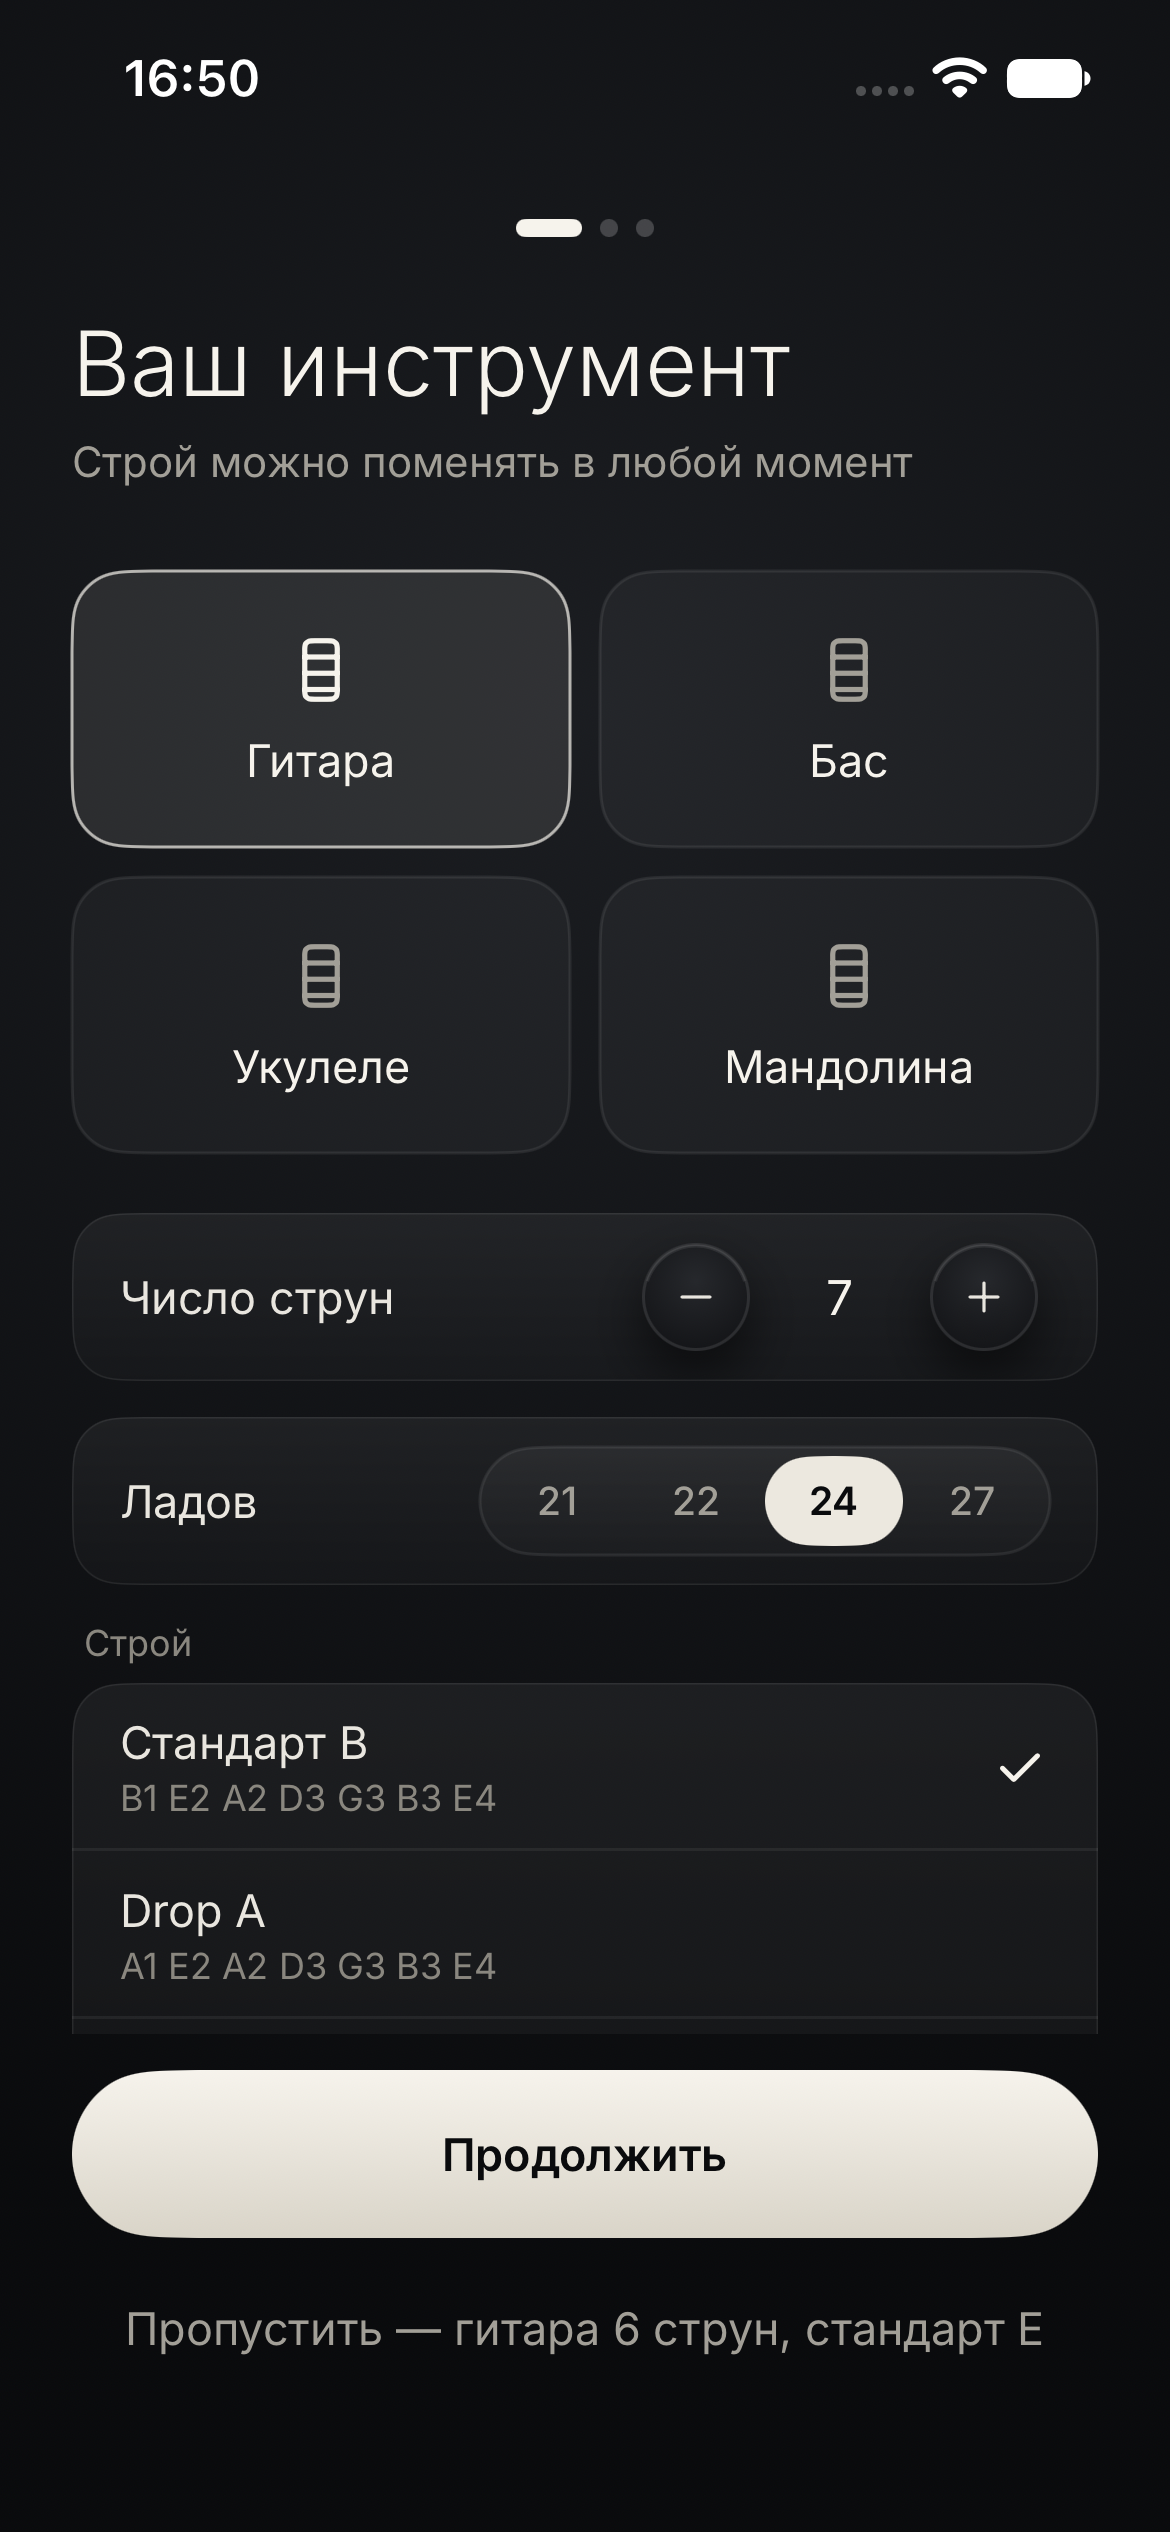 16:50
Ваш инструмент
Строй можно поменять в любой момент
Гитара
Бас
Укулеле
Мандолина
Число струн
7
Ладов
21 22 24 27
Строй
Стандарт B
B1 E2 A2 D3 G3 B3 E4
Drop A
A1 E2 A2 D3 G3 B3 E4
Продолжить
Пропустить — гитара 6 струн, стандарт E